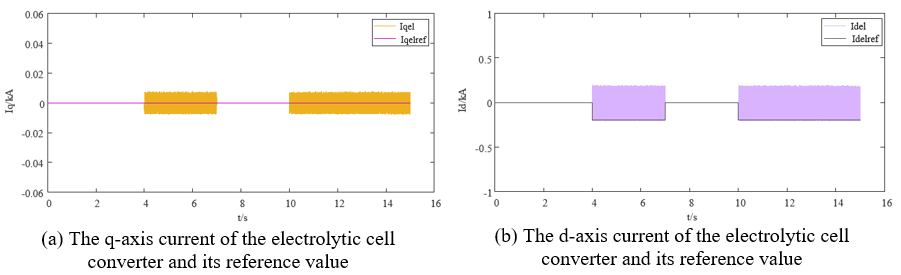 0.06
0.04
0.02
0
-0.02
-0.04
-0.06
Iq/kA
0 2 4 6 8 10 12 14 16
t/s
Iqel
Iqelref
(a) The q-axis current of the electrolytic cell
converter and its reference value
1
0.5
0
-0.5
-1
Id/kA
0 2 4 6 8 10 12 14 16
t/s
Idel
Idelref
(b) The d-axis current of the electrolytic cell
converter and its reference value